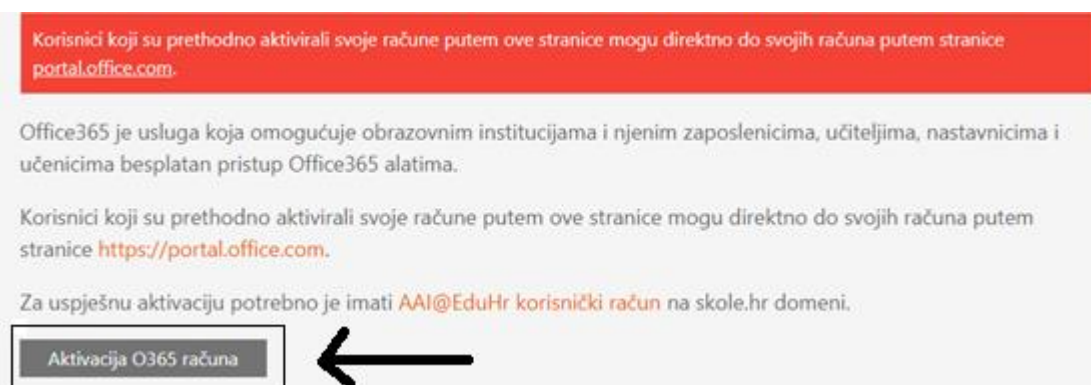 Korisnici koji su prethodno aktivirali svoje račune putem ove stranice mogu direktno do svojih računa putem stranice
portal.office.com.
Office365 je usluga koja omogućuje obrazovnim institucijama i njenim zaposlenicima, učiteljima, nastavnicima i
učenicima besplatan pristup Office365 alatima.
Korisnici koji su prethodno aktivirali svoje račune putem ove stranice mogu direktno do svojih računa putem
stranice https://portal.office.com.
Za uspješnu aktivaciju potrebno je imati AAI@EduHr korisnički račun na skole.hr domeni.
Aktivacija O365 računa